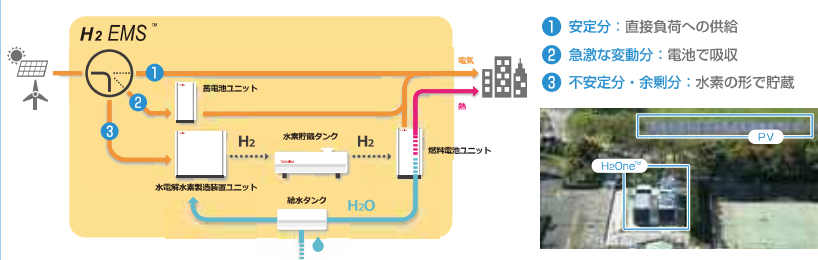 H2 EMS™
電気
1
蓄電池ユニット
2
熱
3
H2
水素貯蔵タンク
H2
燃料電池ユニット
水電解水素製造装置ユニット
給水タンク
H2O
1 安定分：直接負荷への供給
2 急激な変動分：電池で吸収
3 不安定分・余剰分：水素の形で貯蔵
PV
H2One™